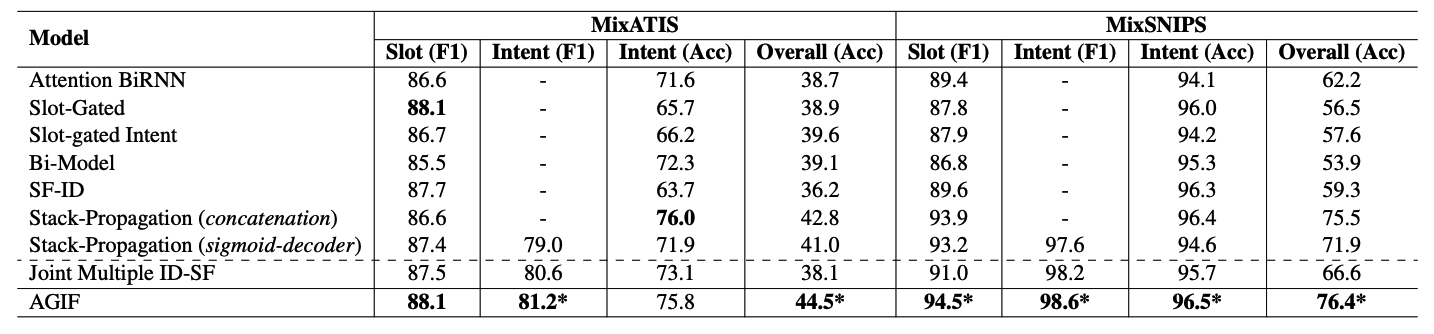 Model MixATIS MixSNIPS
Slot (F1) Intent (F1) Intent (Acc) Overall (Acc) Slot (F1) Intent (F1) Intent (Acc) Overall (Acc)
Attention BiRNN 86.6 - 71.6 38.7 89.4 - 94.1 62.2
Slot-Gated 88.1 - 65.7 38.9 87.8 - 96.0 56.5
Slot-gated Intent 86.7 - 66.2 39.6 87.9 - 94.2 57.6
Bi-Model 85.5 - 72.3 39.1 86.8 - 95.3 53.9
SF-ID 87.7 - 63.7 36.2 89.6 - 96.3 59.3
Stack-Propagation (concatenation) 86.6 - 76.0 42.8 93.9 - 96.4 75.5
Stack-Propagation (sigmoid-decoder) 87.4 79.0 71.9 41.0 93.2 97.6 94.6 71.9
Joint Multiple ID-SF 87.5 80.6 73.1 38.1 91.0 98.2 95.7 66.6
AGIF 88.1 81.2* 75.8 44.5* 94.5* 98.6* 96.5* 76.4*